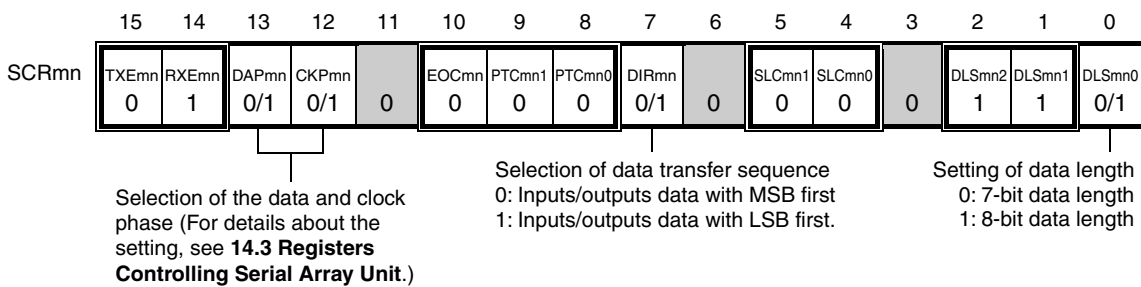 15 14 13 12 11 10 9 8 7 6 5 4 3 2 1 0
SCRmn
TXEmn RXEmn DAPmn CKPmn EOCmn PTCmn1 PTCmn0 DIRmn SLCmn1 SLCmn0 DLSmn2 DLSmn1 DLSmn0
0 1 0/1 0/1 0 0 0 0 0/1 0 0 0 0 1 1 0/1
Selection of the data and clock
phase (For details about the
setting, see 14.3 Registers
Controlling Serial Array Unit.)
Selection of data transfer sequence
0: Inputs/outputs data with MSB first
1: Inputs/outputs data with LSB first.
Setting of data length
0: 7-bit data length
1: 8-bit data length